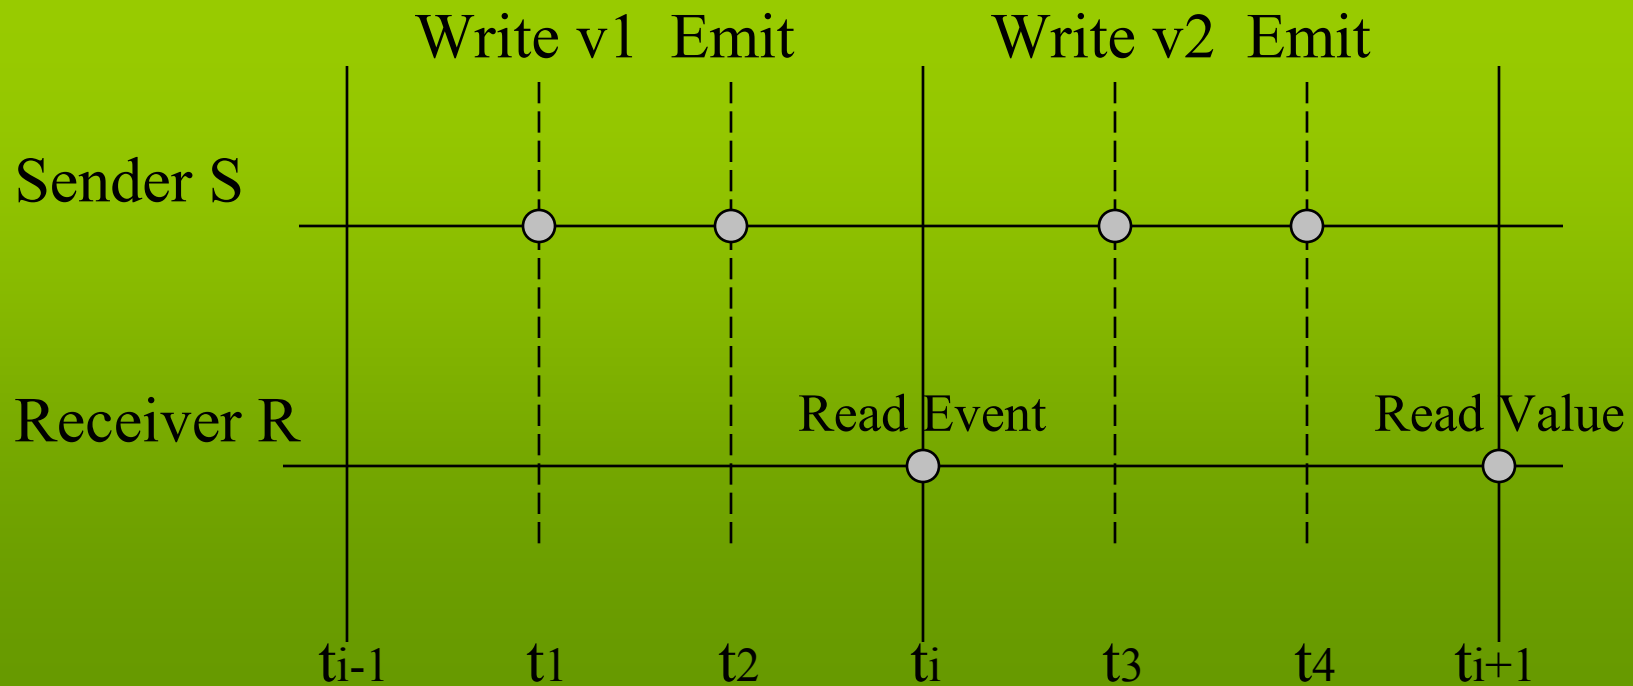 Write v1 Emit Write v2 Emit
Sender S
Receiver R Read Event Read Value
ti-1 t1 t2 ti t3 t4 ti+1